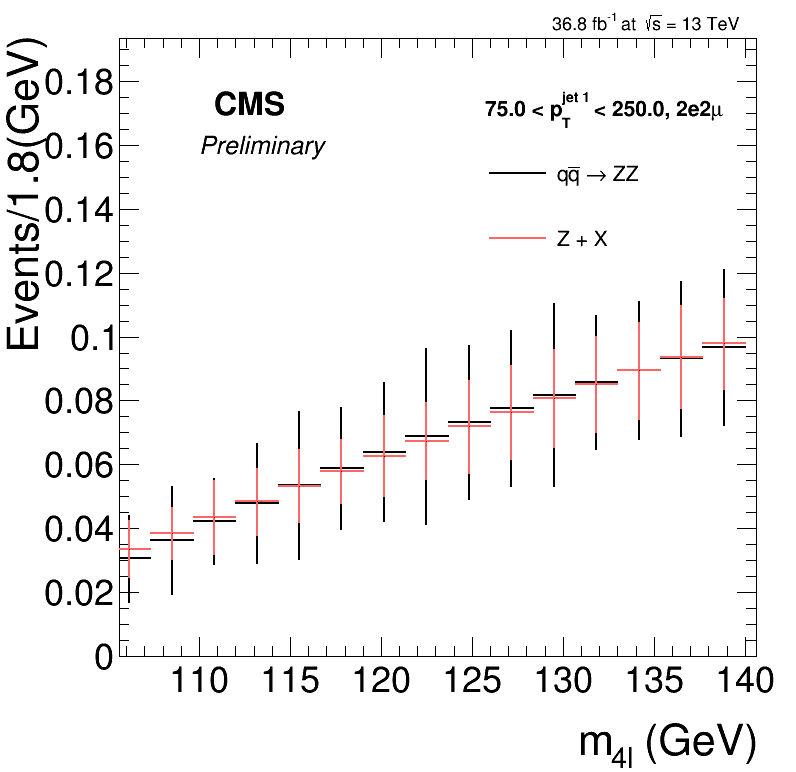 36.8 fb⁻¹ at √s = 13 TeV
CMS
Preliminary
75.0 < p_T^{jet 1} < 250.0, 2e2μ
qq̅ → ZZ
Z + X
Events/1.8(GeV)
0.18
0.16
0.14
0.12
0.1
0.08
0.06
0.04
0.02
0
110 115 120 125 130 135 140
m_{4l} (GeV)